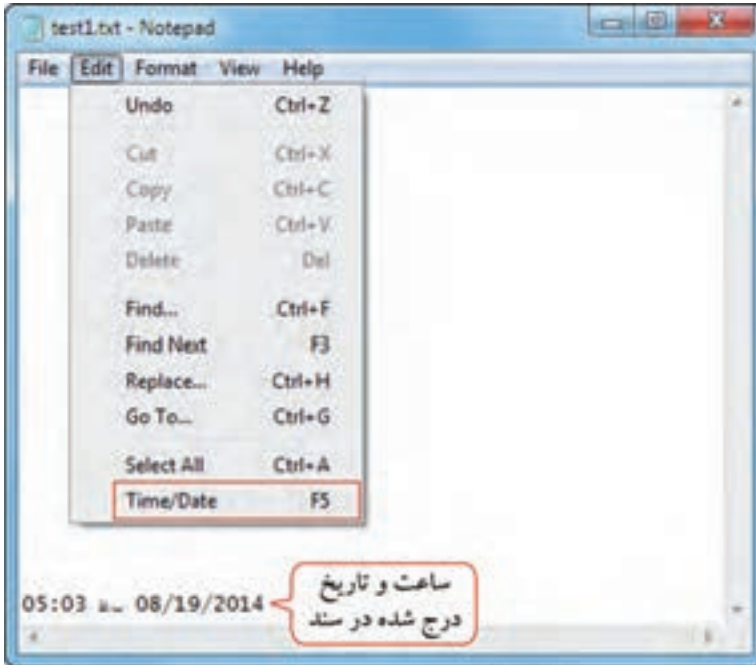 test1.txt - Notepad
File Edit Format View Help
Undo Ctrl+Z
Cut Ctrl+X
Copy Ctrl+C
Paste Ctrl+V
Delete Del
Find... Ctrl+F
Find Next F3
Replace... Ctrl+H
Go To... Ctrl+G
Select All Ctrl+A
Time/Date F5
ساعت و تاریخ
درج شده در سند
05:03 08/19/2014